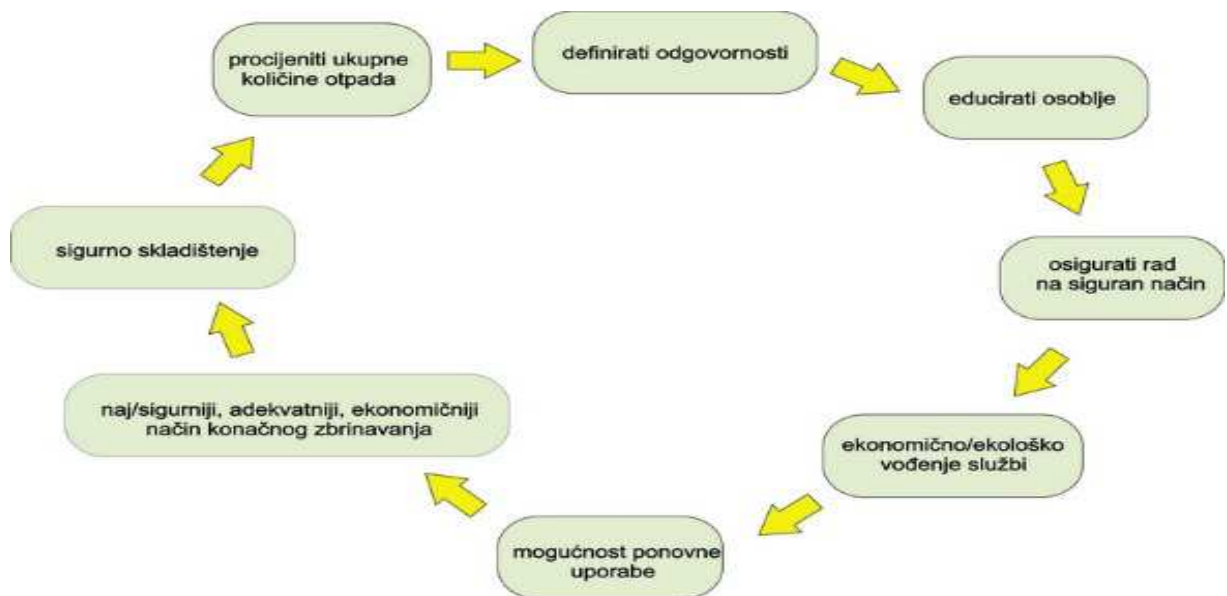 procijeniti ukupne
količine otpada
definirati odgovornosti
educirati osoblje
osigurati rad
na siguran način
ekonomično/ekološko
vođenje službi
mogućnost ponovne
uporabe
naj/sigurniji, adekvatniji, ekonomičniji
način konačnog zbrinavanja
sigurno skladištenje